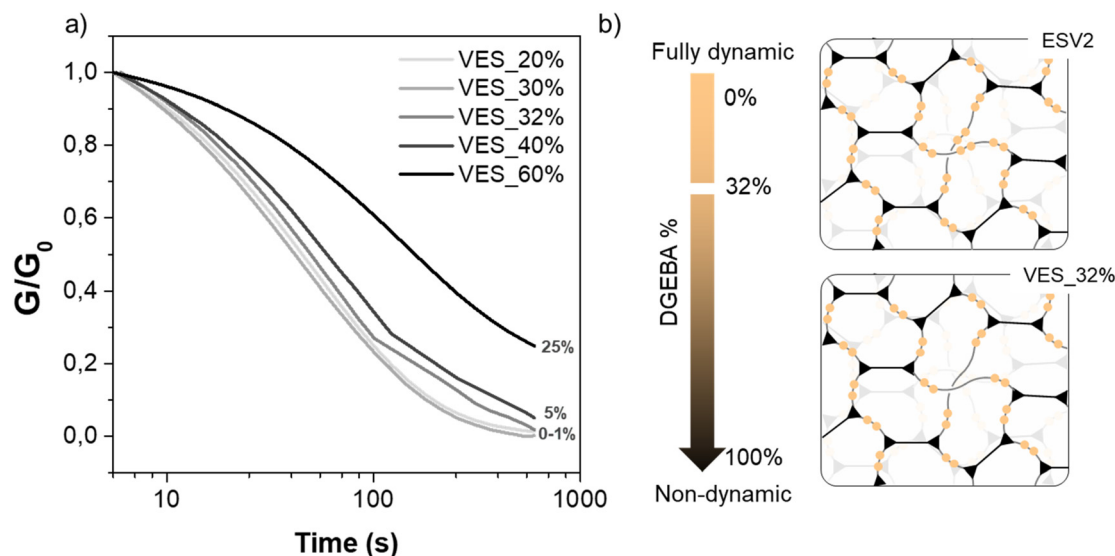 a)
1,0
0,8
0,6
0,4
0,2
0,0
G/G₀
10
100
1000
Time (s)
VES_20%
VES_30%
VES_32%
VES_40%
VES_60%
25%
5%
0-1%
b)
Fully dynamic
0%
32%
100%
DGEBA %
Non-dynamic
ESV2
VES_32%